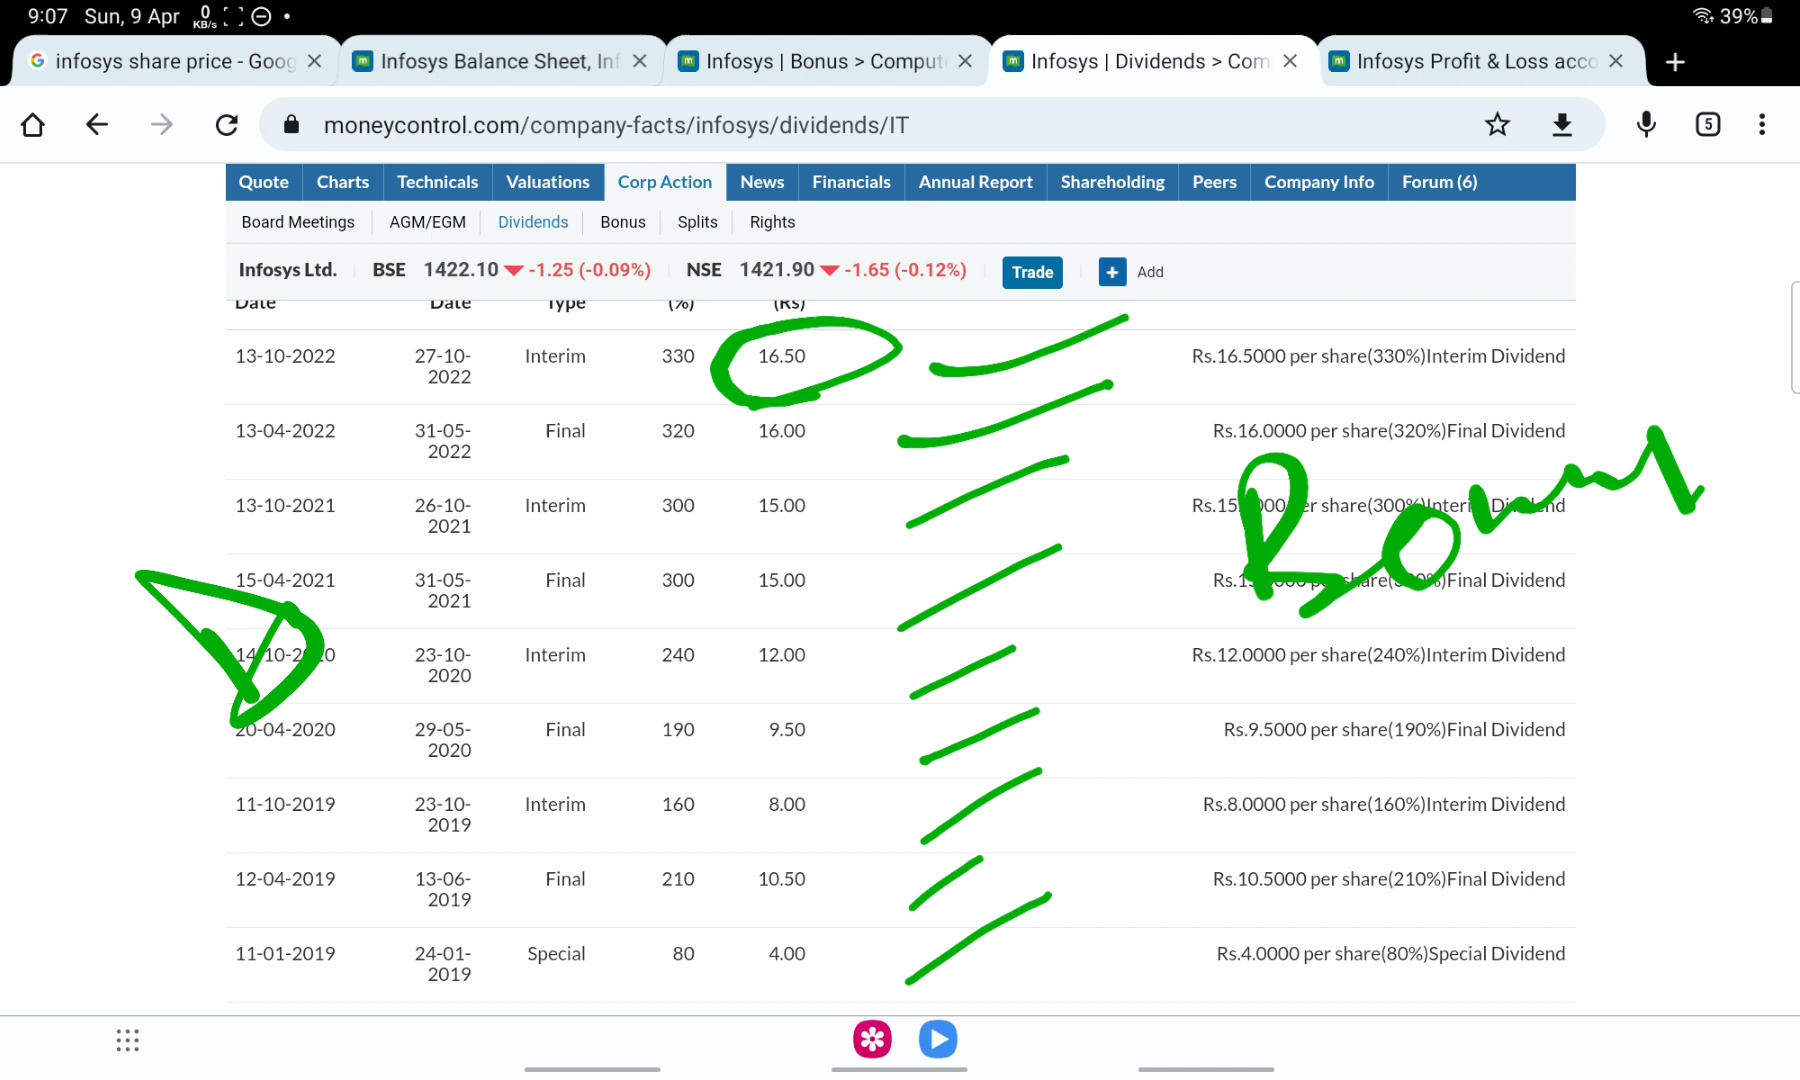 9:07 Sun, 9 Apr 0 KB/s 39%
infosys share price - Goog Infosys Balance Sheet, Inf Infosys | Bonus > Comput Infosys | Dividends > Com Infosys Profit & Loss acco
moneycontrol.com/company-facts/infosys/dividends/IT 5
Quote Charts Technicals Valuations Corp Action News Financials Annual Report Shareholding Peers Company Info Forum (6)
Board Meetings AGM/EGM Dividends Bonus Splits Rights
Infosys Ltd. BSE 1422.10 -1.25 (-0.09%) NSE 1421.90 -1.65 (-0.12%) Trade + Add
Date Date Type (%) (Rs)
13-10-2022 27-10-2022 Interim 330 16.50 Rs.16.5000 per share(330%)Interim Dividend
13-04-2022 31-05-2022 Final 320 16.00 Rs.16.0000 per share(320%)Final Dividend
Bonus
13-10-2021 26-10-2021 Interim 300 15.00
15-04-2021 31-05-2021 Final 300 15.00 Final Dividend
D
23-10-2020 Interim 240 12.00 Rs.12.0000 per share(240%)Interim Dividend
20-04-2020 29-05-2020 Final 190 9.50 Rs.9.5000 per share(190%)Final Dividend
11-10-2019 23-10-2019 Interim 160 8.00 Rs.8.0000 per share(160%)Interim Dividend
12-04-2019 13-06-2019 Final 210 10.50 Rs.10.5000 per share(210%)Final Dividend
11-01-2019 24-01-2019 Special 80 4.00 Rs.4.0000 per share(80%)Special Dividend